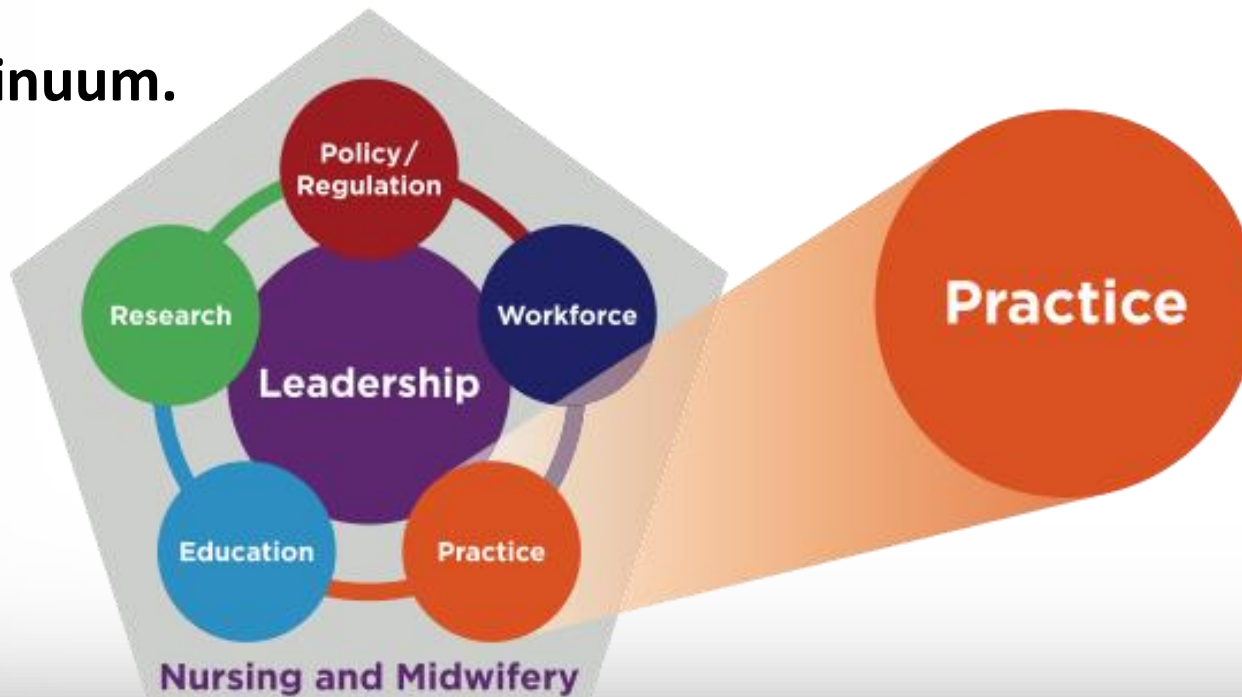 inuum.
Policy/
Regulation
Research
Workforce
Leadership
Practice
Education
Practice
Nursing and Midwifery